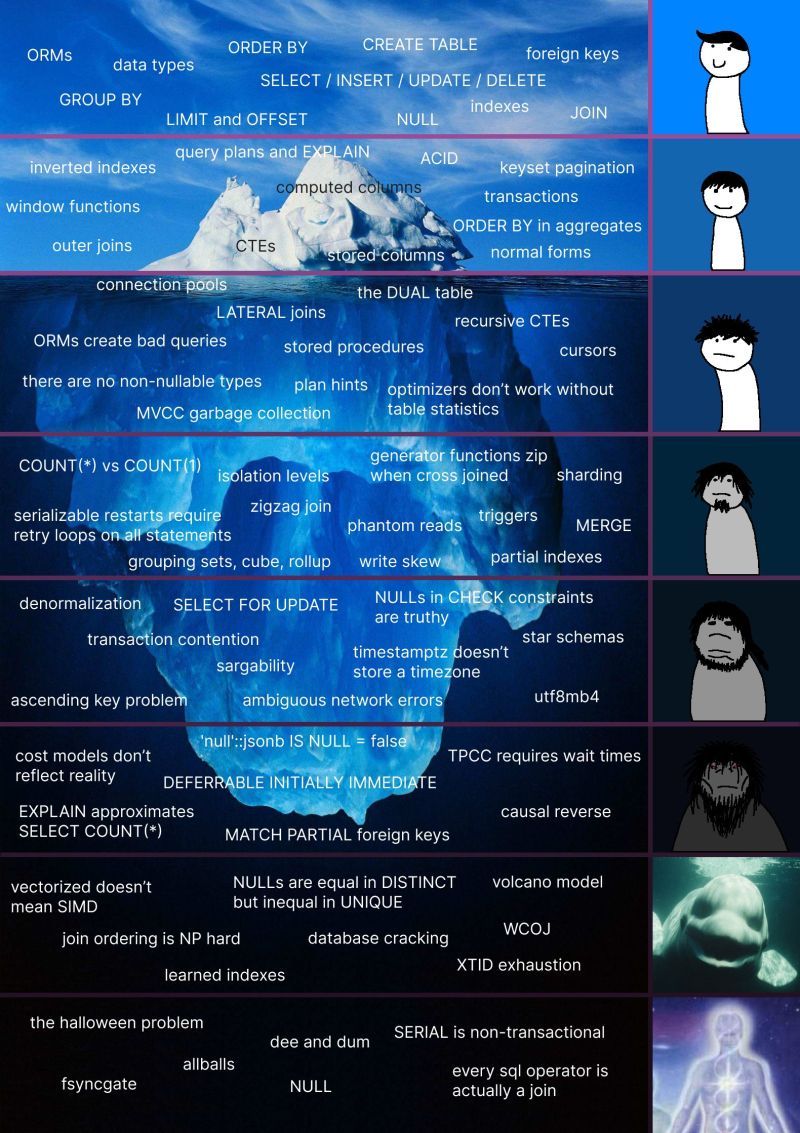 ORMs
data types
ORDER BY
CREATE TABLE
foreign keys
SELECT / INSERT / UPDATE / DELETE
GROUP BY
LIMIT and OFFSET
NULL
indexes
JOIN
inverted indexes
query plans and EXPLAIN
ACID
keyset pagination
computed columns
transactions
window functions
ORDER BY in aggregates
outer joins
CTEs
stored columns
normal forms
connection pools
the DUAL table
LATERAL joins
recursive CTEs
ORMs create bad queries
stored procedures
cursors
there are no non-nullable types
plan hints
optimizers don't work without
table statistics
MVCC garbage collection
COUNT(*) vs COUNT(1)
isolation levels
generator functions zip
when cross joined
sharding
serializable restarts require
retry loops on all statements
zigzag join
phantom reads
triggers
MERGE
grouping sets, cube, rollup
write skew
partial indexes
denormalization
SELECT FOR UPDATE
NULLs in CHECK constraints
are truthy
transaction contention
sargability
timestamptz doesn't
store a timezone
star schemas
ascending key problem
ambiguous network errors
utf8mb4
cost models don't
reflect reality
'null'::jsonb IS NULL = false
TPCC requires wait times
DEFERRABLE INITIALLY IMMEDIATE
EXPLAIN approximates
SELECT COUNT(*)
MATCH PARTIAL foreign keys
causal reverse
vectorized doesn't
mean SIMD
NULLs are equal in DISTINCT
but inequal in UNIQUE
volcano model
join ordering is NP hard
database cracking
WCOJ
learned indexes
XTID exhaustion
the halloween problem
dee and dum
SERIAL is non-transactional
allballs
fsyncgate
NULL
every sql operator is
actually a join